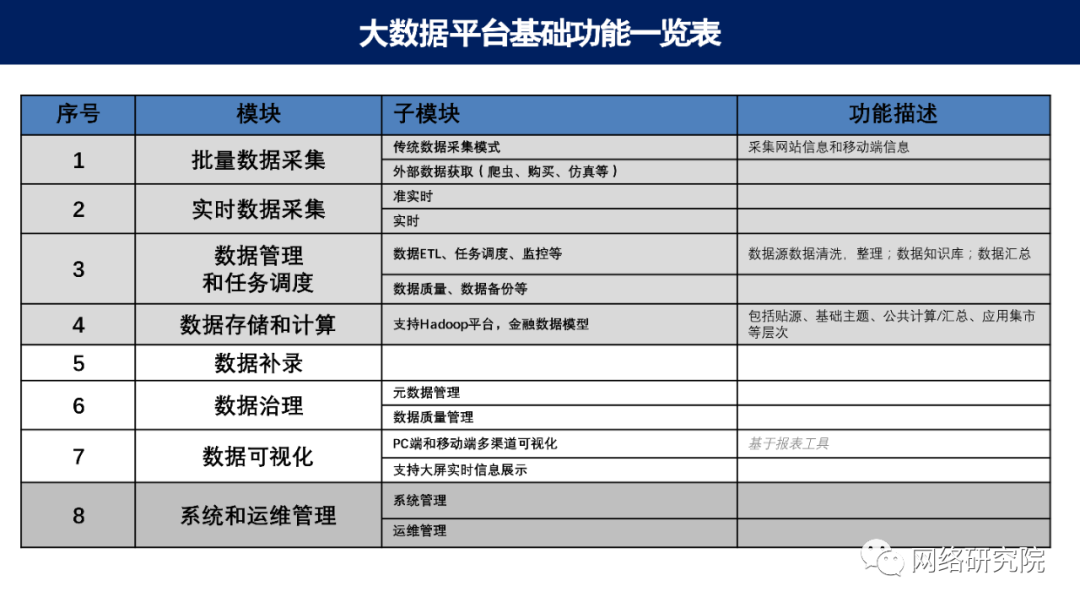 大数据平台基础功能一览表
序号 模块 子模块 功能描述
1 批量数据采集 传统数据采集模式 采集网站信息和移动端信息
外部数据获取（爬虫、购买、仿真等）
2 实时数据采集 准实时
实时
3 数据管理
和任务调度 数据ETL、任务调度、监控等 数据源数据清洗，整理；数据知识库；数据汇总
数据质量、数据备份等
4 数据存储和计算 支持Hadoop平台，金融数据模型 包括贴源、基础主题、公共计算/汇总、应用集市
等层次
5 数据补录
6 数据治理 元数据管理
数据质量管理
7 数据可视化 PC端和移动端多渠道可视化 基于报表工具
支持大屏实时信息展示
8 系统和运维管理 系统管理
运维管理
网络研究院